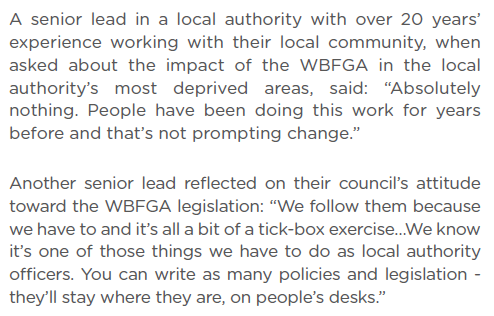 A senior lead in a local authority with over 20 years’
experience working with their local community, when
asked about the impact of the WBFGA in the local
authority’s most deprived areas, said: “Absolutely
nothing. People have been doing this work for years
before and that’s not prompting change.”
Another senior lead reflected on their council’s attitude
toward the WBFGA legislation: “We follow them because
we have to and it’s all a bit of a tick-box exercise...We know
it’s one of those things we have to do as local authority
officers. You can write as many policies and legislation -
they’ll stay where they are, on people’s desks.”